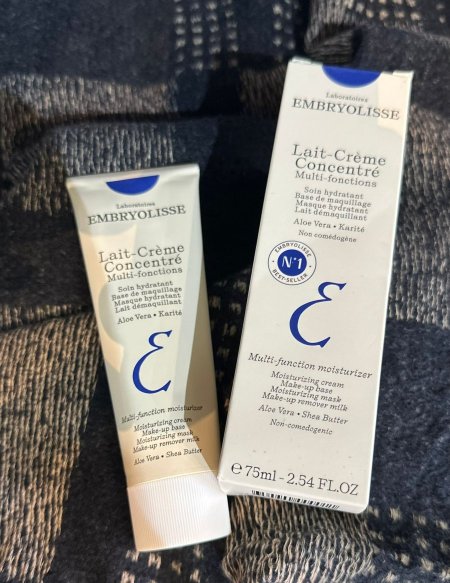 Laboratoires
EMBRYOLISSE
Lait-Crème
Concentré
Multi-fonctions
Soin hydratant
Base de maquillage
Masque hydratant
Lait démaquillant
Aloe Vera • Karité
Multi-function moisturizer
Moisturizing cream
Make-up base
Moisturizing mask
Make-up remover milk
Aloe Vera • Shea Butter
Laboratoires
EMBRYOLISSE
Lait-Crème
Concentré
Multi-fonctions
Soin hydratant
Base de maquillage
Masque hydratant
Lait démaquillant
Aloe Vera • Karité
Non comédogène
EMBRYOLISSE
N°1
BEST-SELLER
Multi-function moisturizer
Moisturizing cream
Make-up base
Moisturizing mask
Make-up remover milk
Aloe Vera • Shea Butter
Non-comedogenic
℮ 75ml - 2.54 FL.OZ